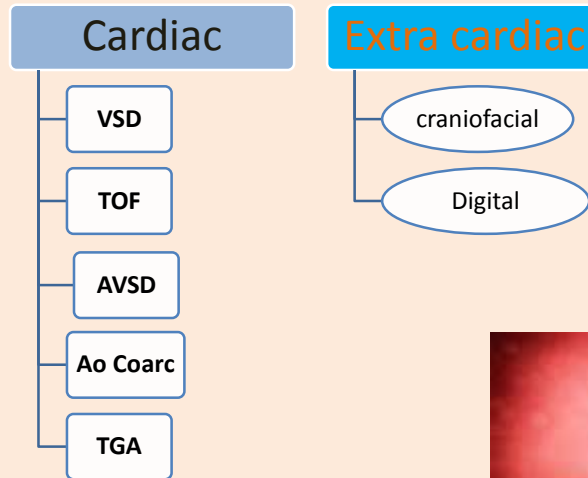 Cardiac
VSD
TOF
AVSD
Ao Coarc
TGA
Extra cardiac
craniofacial
Digital